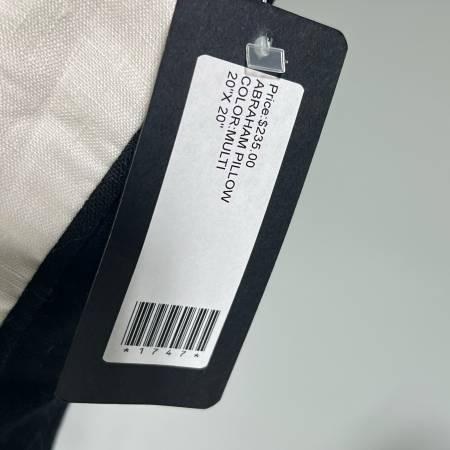 Price:$235.00
ABRAHAM PILLOW
COLOR:MULTI
20"X 20"
*1747*